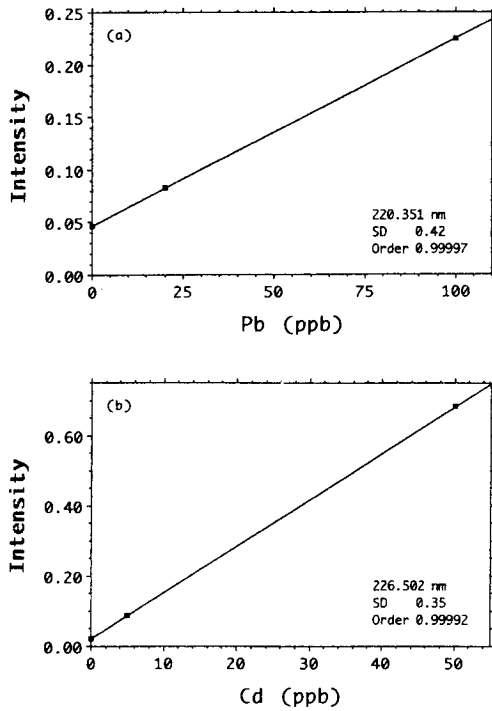 (a)
Intensity
0.25
0.20
0.15
0.10
0.05
0.00
220.351 nm
SD 0.42
Order 0.99997
0 25 50 75 100
Pb (ppb)
(b)
Intensity
0.60
0.40
0.20
0.00
226.502 nm
SD 0.35
Order 0.99992
0 10 20 30 40 50
Cd (ppb)